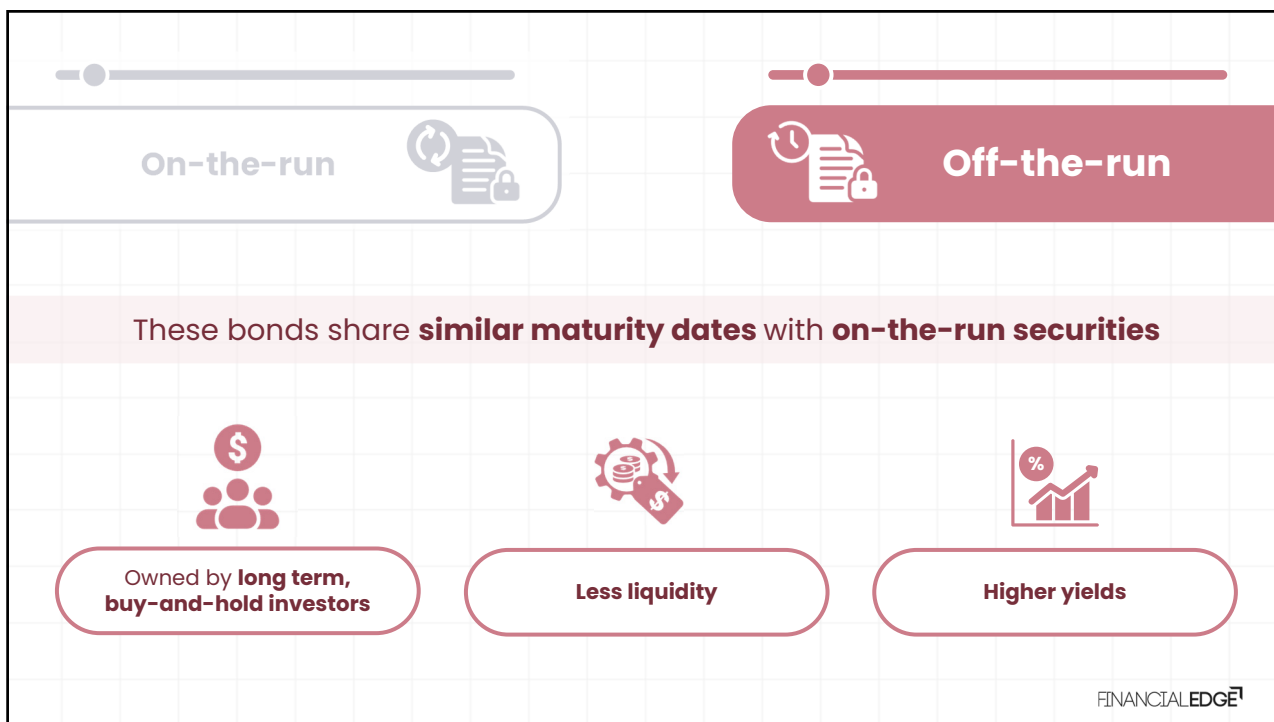 On-the-run
Off-the-run
These bonds share similar maturity dates with on-the-run securities
$
$
%
Owned by long term,
buy-and-hold investors
Less liquidity
Higher yields
FINANCIALEDGE